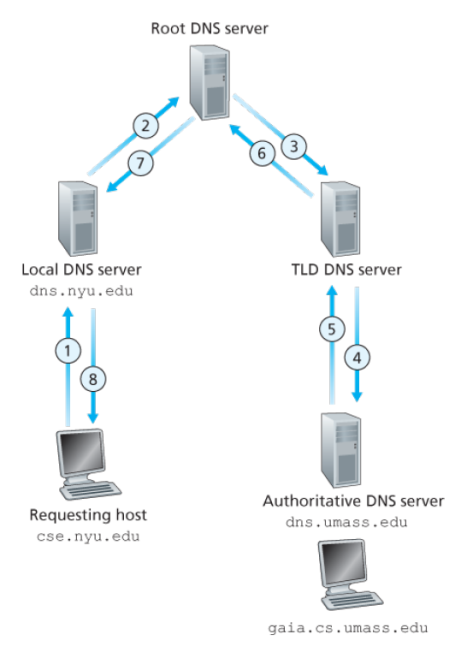 Root DNS server
2
3
7
6
Local DNS server
dns.nyu.edu
TLD DNS server
1
8
5
4
Requesting host
cse.nyu.edu
Authoritative DNS server
dns.umass.edu
gaia.cs.umass.edu